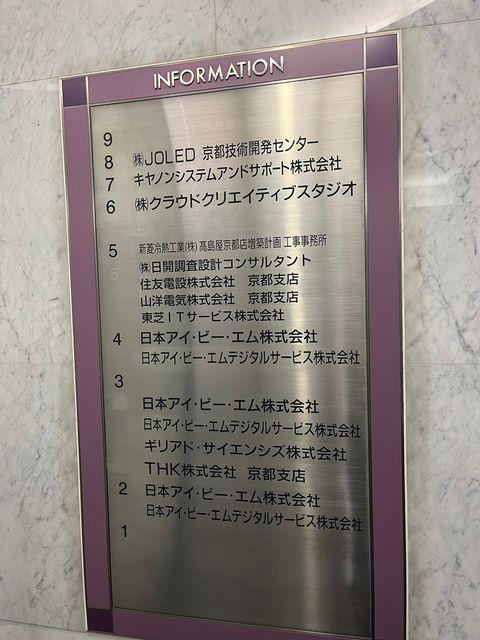 INFORMATION
9
8 ㈱JOLED 京都技術開発センター
7 キヤノンシステムアンドサポート株式会社
6 ㈱クラウドクリエイティブスタジオ
5 新菱冷熱工業(株) 髙島屋京都店増築計画 工事事務所
㈱日開調査設計コンサルタント
住友電設株式会社 京都支店
山洋電気株式会社 京都支店
東芝ITサービス株式会社
4 日本アイ・ビー・エム株式会社
日本アイ・ビー・エムデジタルサービス株式会社
3
日本アイ・ビー・エム株式会社
日本アイ・ビー・エムデジタルサービス株式会社
ギリアド・サイエンシズ株式会社
THK株式会社 京都支店
2 日本アイ・ビー・エム株式会社
日本アイ・ビー・エムデジタルサービス株式会社
1